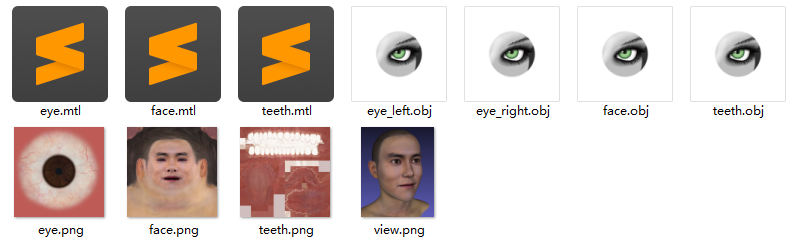 eye.mtl
face.mtl
teeth.mtl
eye_left.obj
eye_right.obj
face.obj
teeth.obj
eye.png
face.png
teeth.png
view.png